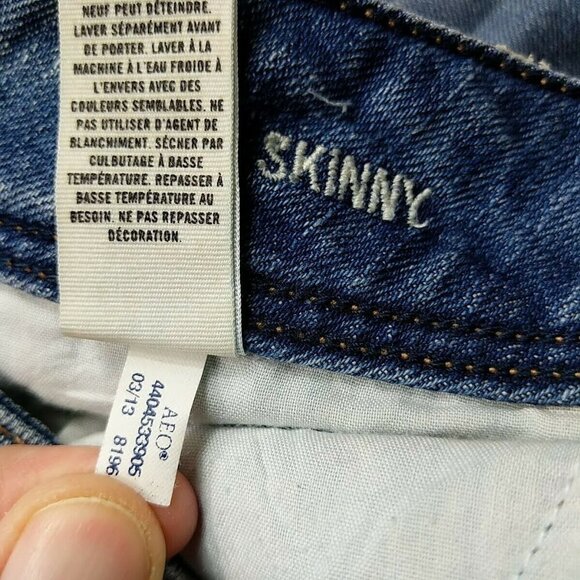 NEUF PEUT DÉTEINDRE.
LAVER SÉPARÉMENT AVANT
DE PORTER. LAVER À LA
MACHINE À L'EAU FROIDE À
L'ENVERS AVEC DES
COULEURS SEMBLABLES. NE
PAS UTILISER D'AGENT DE
BLANCHIMENT. SÉCHER PAR
CULBUTAGE À BASSE
TEMPÉRATURE. REPASSER À
BASSE TEMPÉRATURE AU
BESOIN. NE PAS REPASSER
DÉCORATION.
SKINNY
AEO®
4404533905
03/13 8196